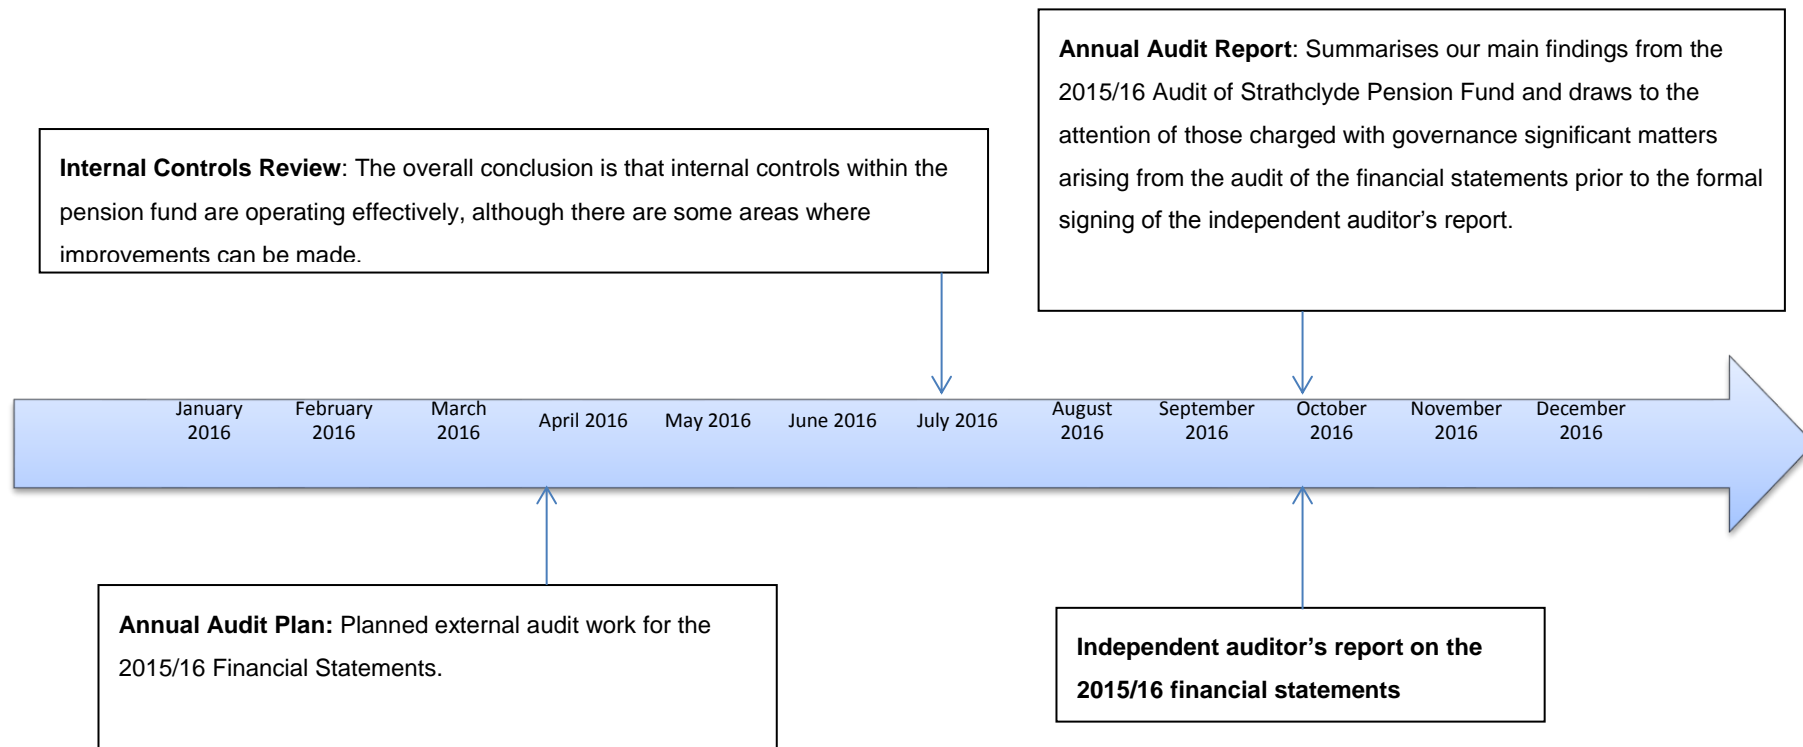 Annual Audit Report: Summarises our main findings from the
2015/16 Audit of Strathclyde Pension Fund and draws to the
attention of those charged with governance significant matters
arising from the audit of the financial statements prior to the formal
signing of the independent auditor’s report.
Internal Controls Review: The overall conclusion is that internal controls within the
pension fund are operating effectively, although there are some areas where
improvements can be made.
January
2016
February
2016
March
2016
April 2016
May 2016
June 2016
July 2016
August
2016
September
2016
October
2016
November
2016
December
2016
Annual Audit Plan: Planned external audit work for the
2015/16 Financial Statements.
Independent auditor’s report on the
2015/16 financial statements